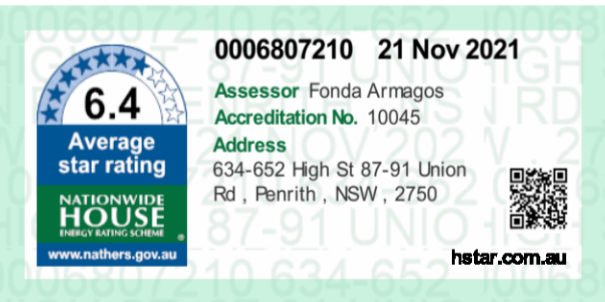 0006807210 21 Nov 2021
Assessor Fonda Armagos
Accreditation No. 10045
Address
634-652 High St 87-91 Union
Rd , Penrith , NSW , 2750
hstar.com.au
6.4
Average
star rating
NATIONWIDE
HOUSE
ENERGY RATING SCHEME
®
www.nathers.gov.au